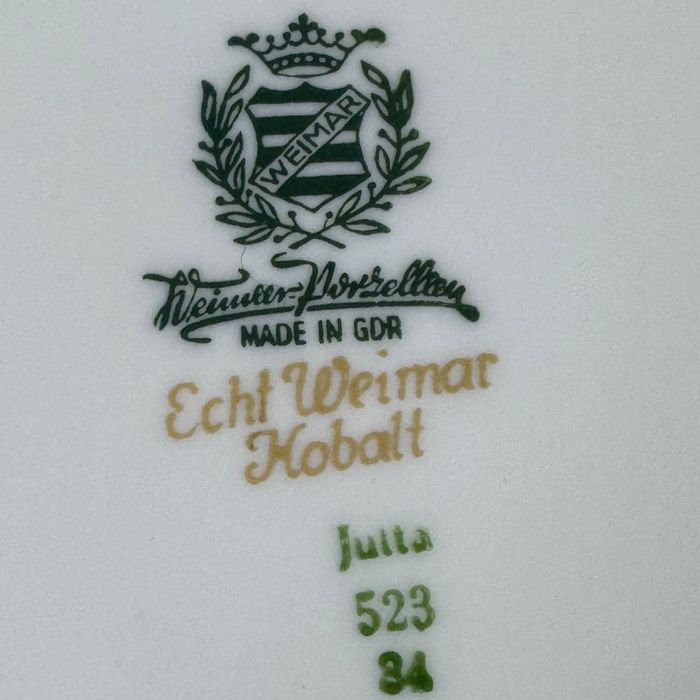 WEIMAR
Weimar-Porzellan
MADE IN GDR
Echt Weimar
Kobalt
Jutta
523
84